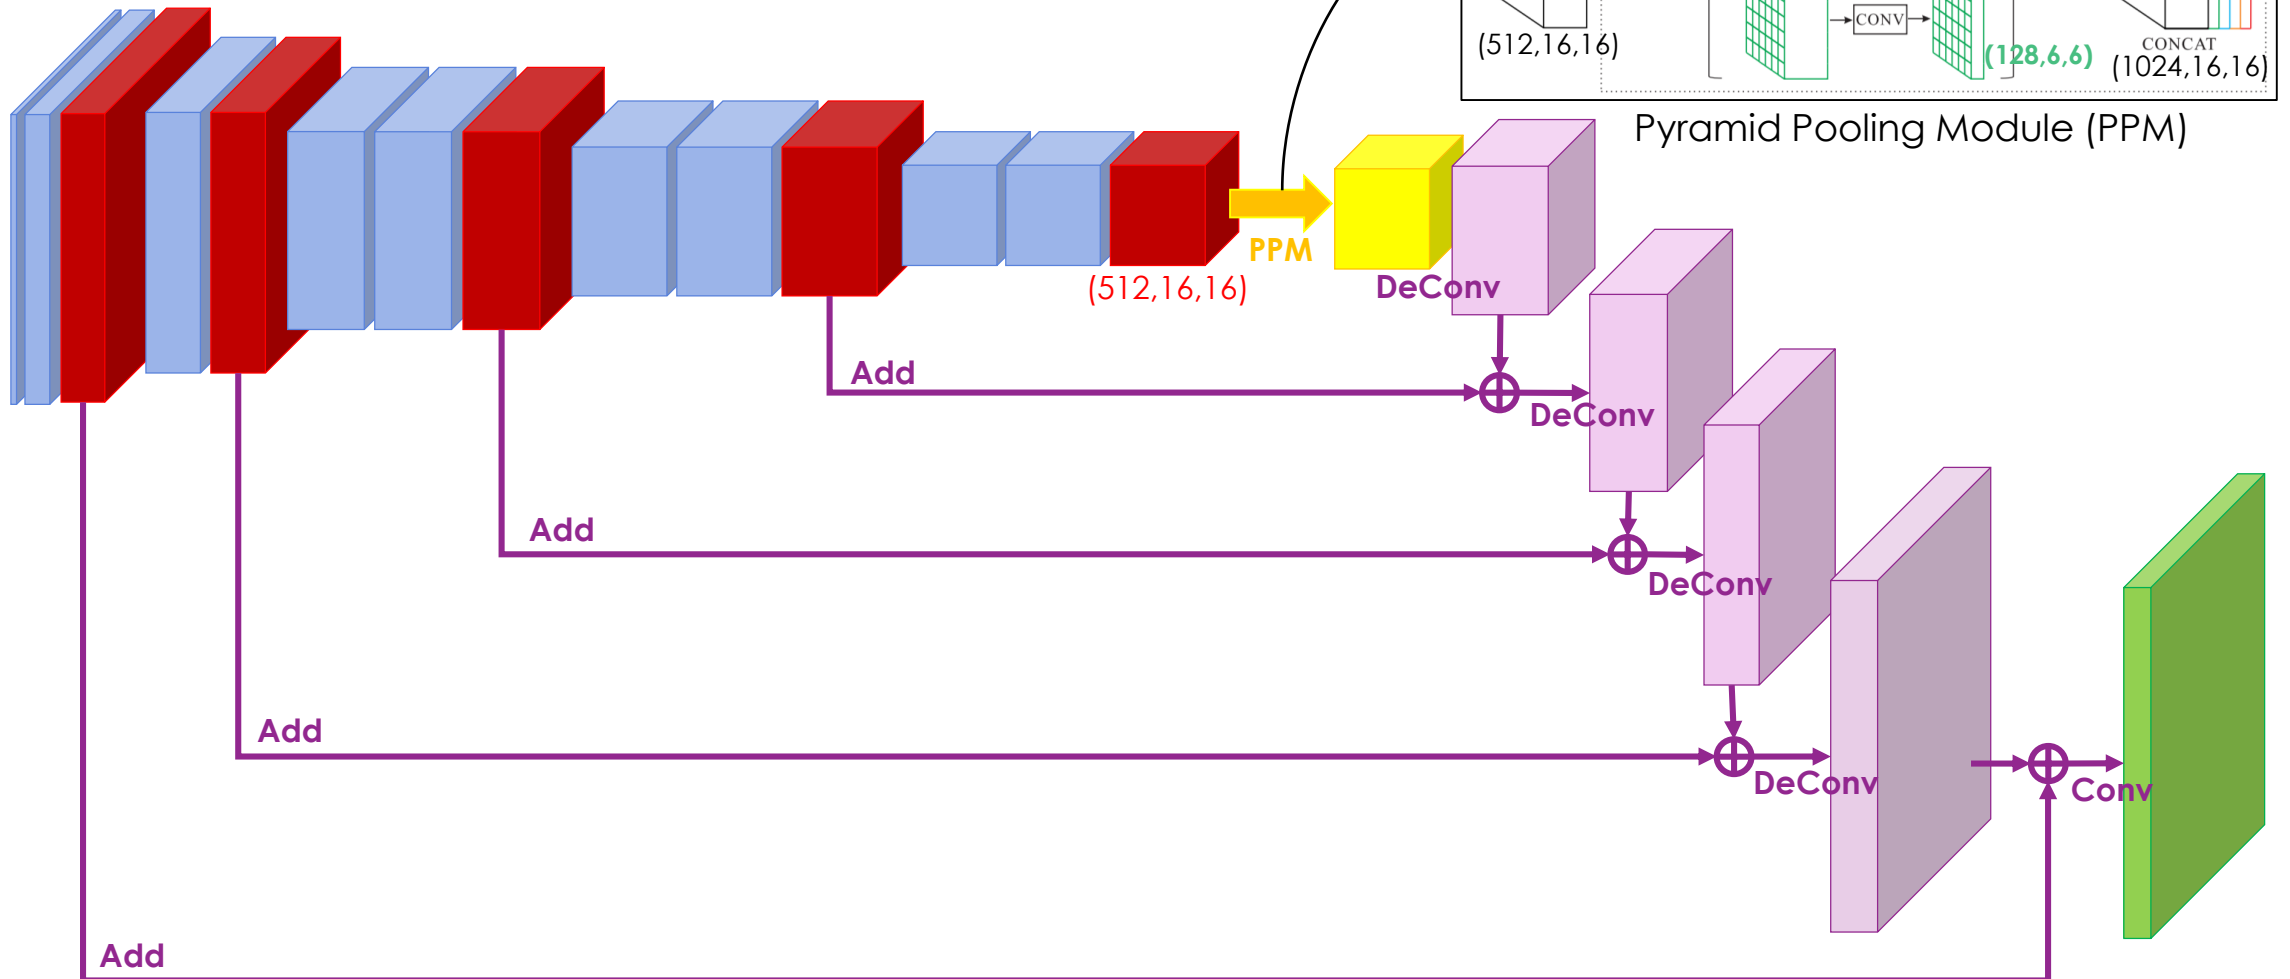 (512,16,16)
CONV
(128,6,6)
CONCAT
(1024,16,16)
Pyramid Pooling Module (PPM)
PPM
(512,16,16)
DeConv
Add
DeConv
Add
DeConv
Add
DeConv
Conv
Add